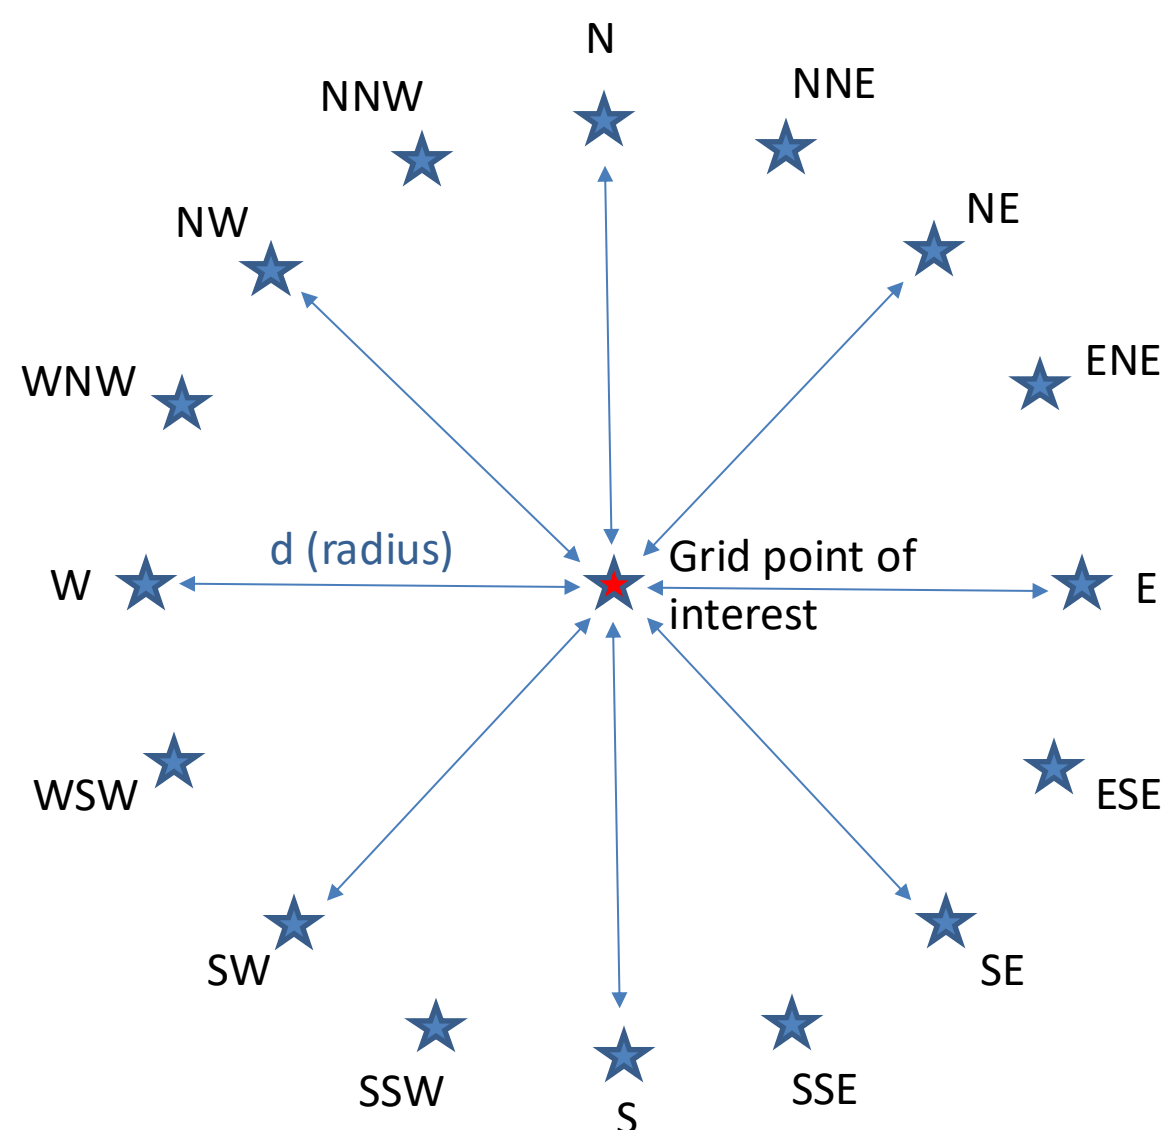 N
NNE
NNW
NE
NW
ENE
WNW
d (radius)
Grid point of
interest
W
E
WSW
ESE
SW
SE
SSW
SSE
S